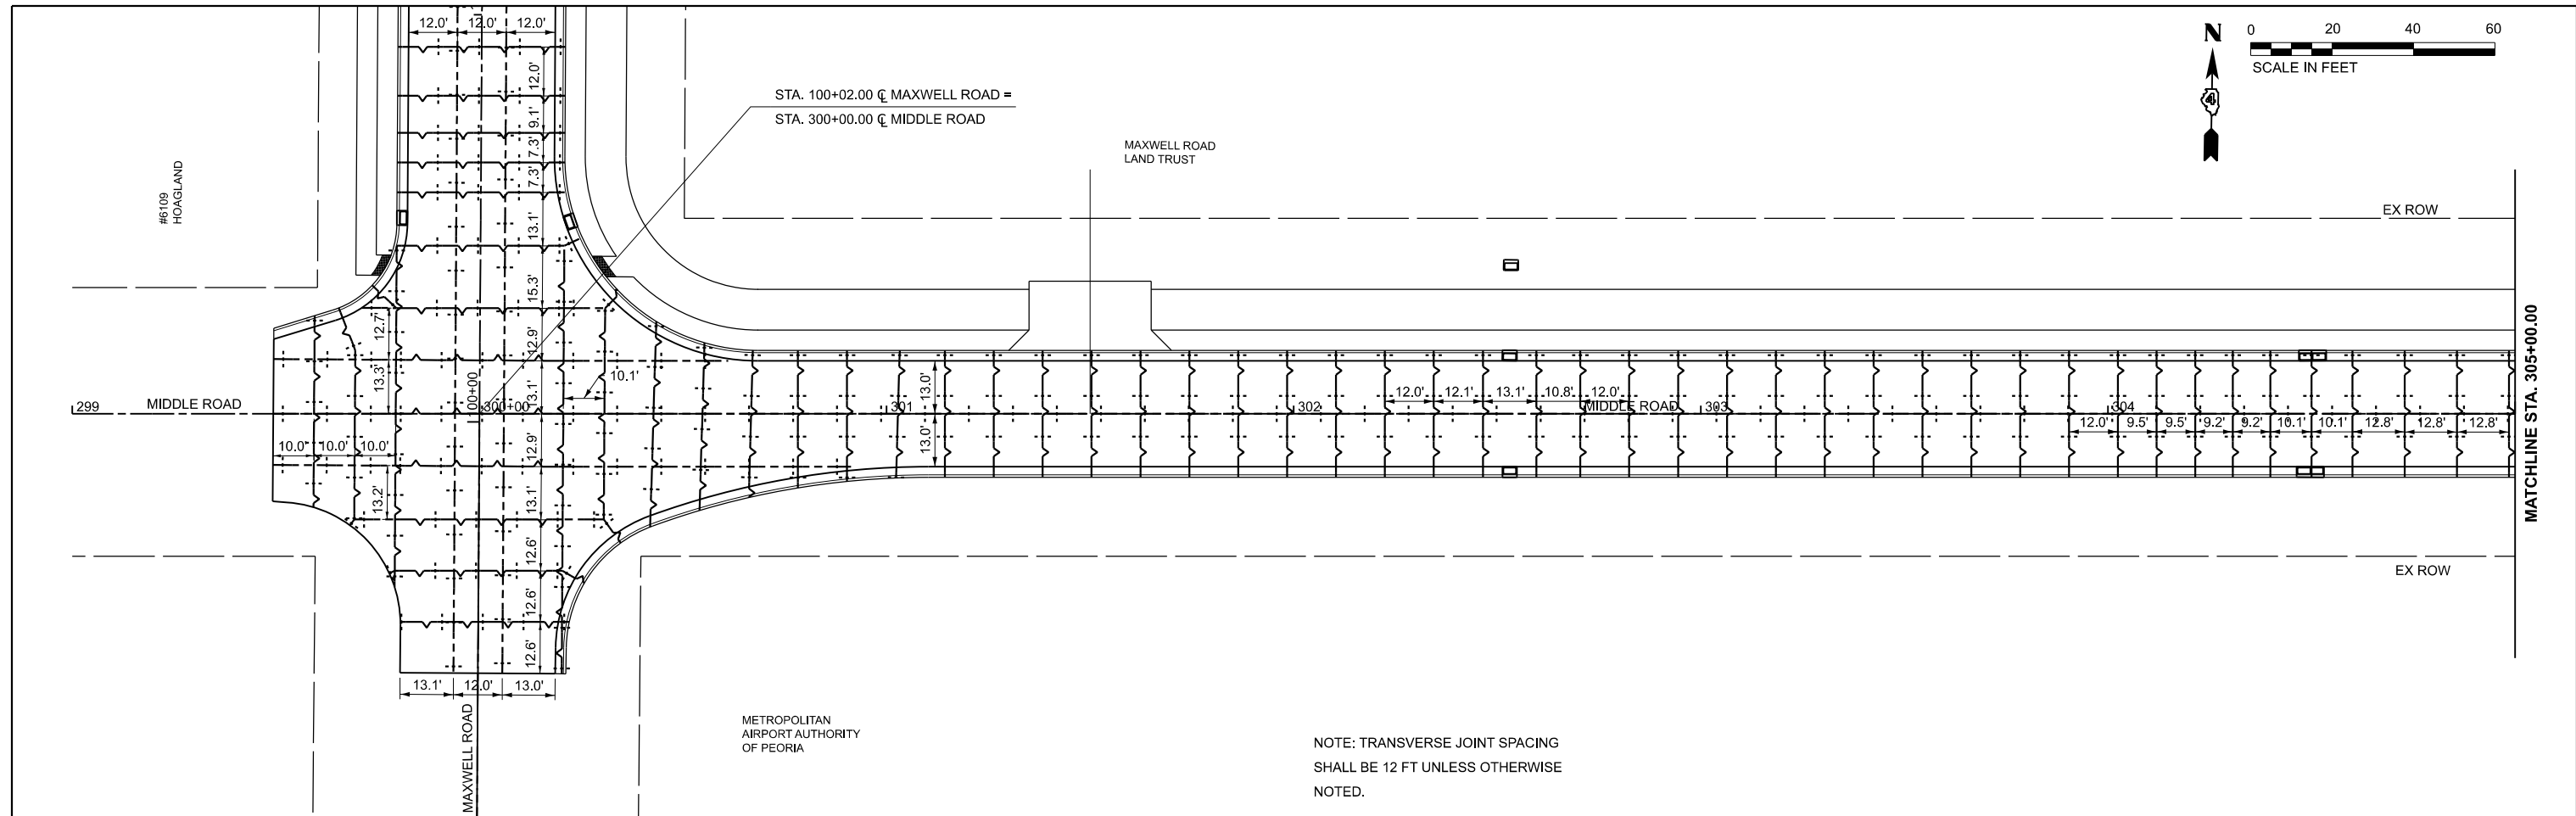 12.0' 12.0' 12.0'
N
0 20 40 60
SCALE IN FEET
4
12.0'
9.1'
7.3'
7.3'
13.1'
15.3'
12.9'
13.1'
12.9'
13.1'
12.6'
12.6'
12.6'
STA. 100+02.00 ℄ MAXWELL ROAD =
STA. 300+00.00 ℄ MIDDLE ROAD
MAXWELL ROAD
LAND TRUST
#6109
HOAGLAND
EX ROW
12.7'
13.3'
13.2'
10.1'
100+00
299 MIDDLE ROAD 300+00 301 302 MIDDLE ROAD 303 304
13.0'
13.0'
12.0' 12.1' 13.1' 10.8' 12.0'
12.0' 9.5' 9.5' 9.2' 9.2' 10.1' 10.1' 12.8' 12.8' 12.8'
10.0' 10.0' 10.0'
MATCHLINE STA. 305+00.00
EX ROW
13.1' 12.0' 13.0'
MAXWELL ROAD
METROPOLITAN
AIRPORT AUTHORITY
OF PEORIA
NOTE: TRANSVERSE JOINT SPACING
SHALL BE 12 FT UNLESS OTHERWISE
NOTED.